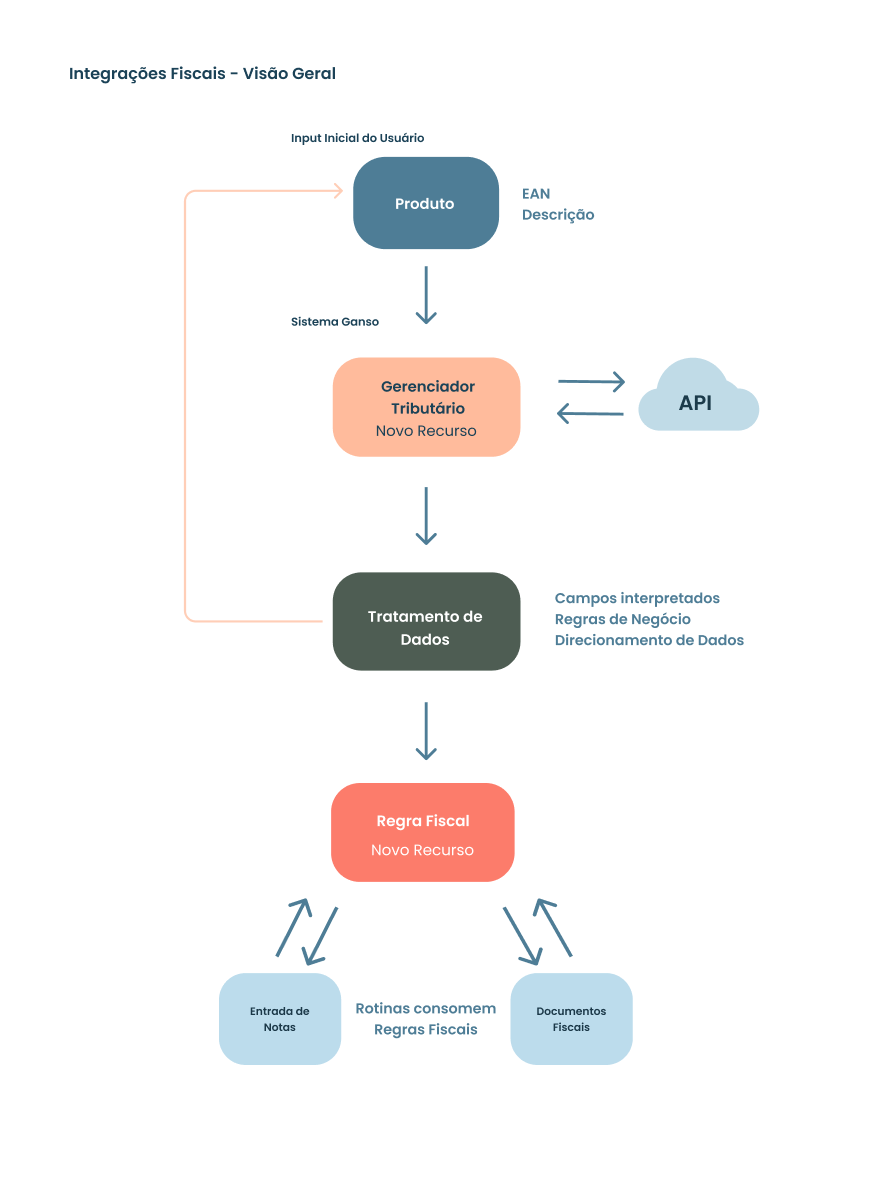 Integrações Fiscais - Visão Geral
Input Inicial do Usuário
Produto
EAN
Descrição
Sistema Ganso
Gerenciador
Tributário
Novo Recurso
API
Tratamento de
Dados
Campos interpretados
Regras de Negócio
Direcionamento de Dados
Regra Fiscal
Novo Recurso
Entrada de
Notas
Rotinas consomem
Regras Fiscais
Documentos
Fiscais